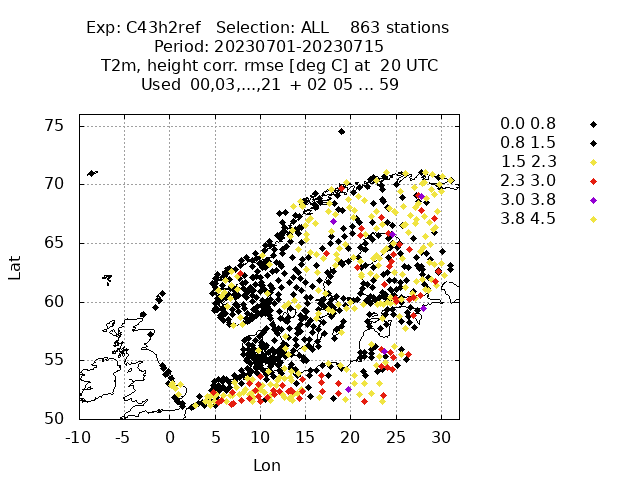 Exp: C43h2ref   Selection: ALL    863 stations
Period: 20230701-20230715
T2m, height corr. rmse [deg C] at  20 UTC
Used  00,03,...,21  + 02 05 ... 59
75
70
65
60
55
50
-10 -5 0 5 10 15 20 25 30
Lat
Lon
0.0 0.8
0.8 1.5
1.5 2.3
2.3 3.0
3.0 3.8
3.8 4.5